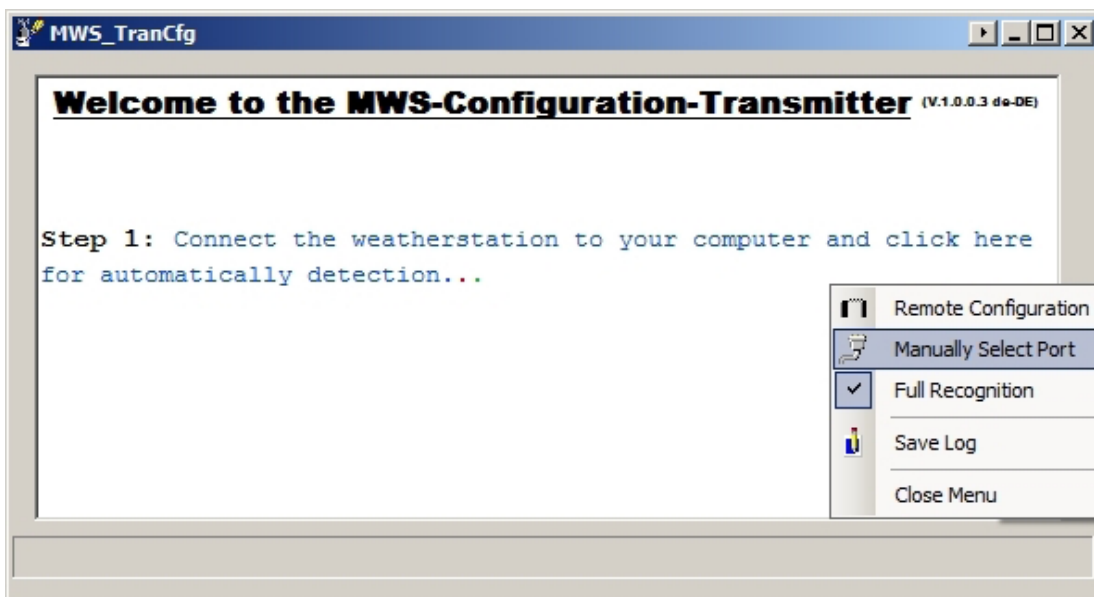 MWS_TranCfg
Welcome to the MWS-Configuration-Transmitter (V.1.0.0.3 de-DE)
Step 1: Connect the weatherstation to your computer and click here
for automatically detection...
Remote Configuration
Manually Select Port
Full Recognition
Save Log
Close Menu